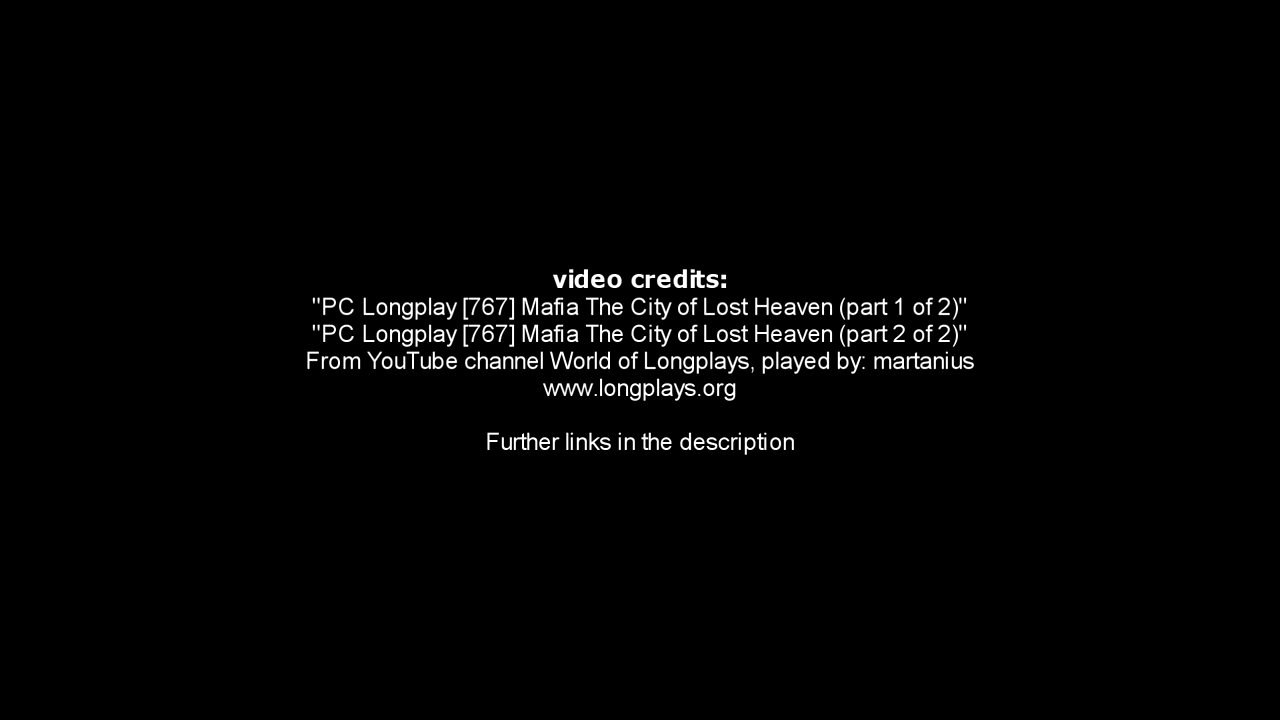 video credits:
"PC Longplay [767] Mafia The City of Lost Heaven (part 1 of 2)"
"PC Longplay [767] Mafia The City of Lost Heaven (part 2 of 2)"
From YouTube channel World of Longplays, played by: martanius
www.longplays.org
Further links in the description